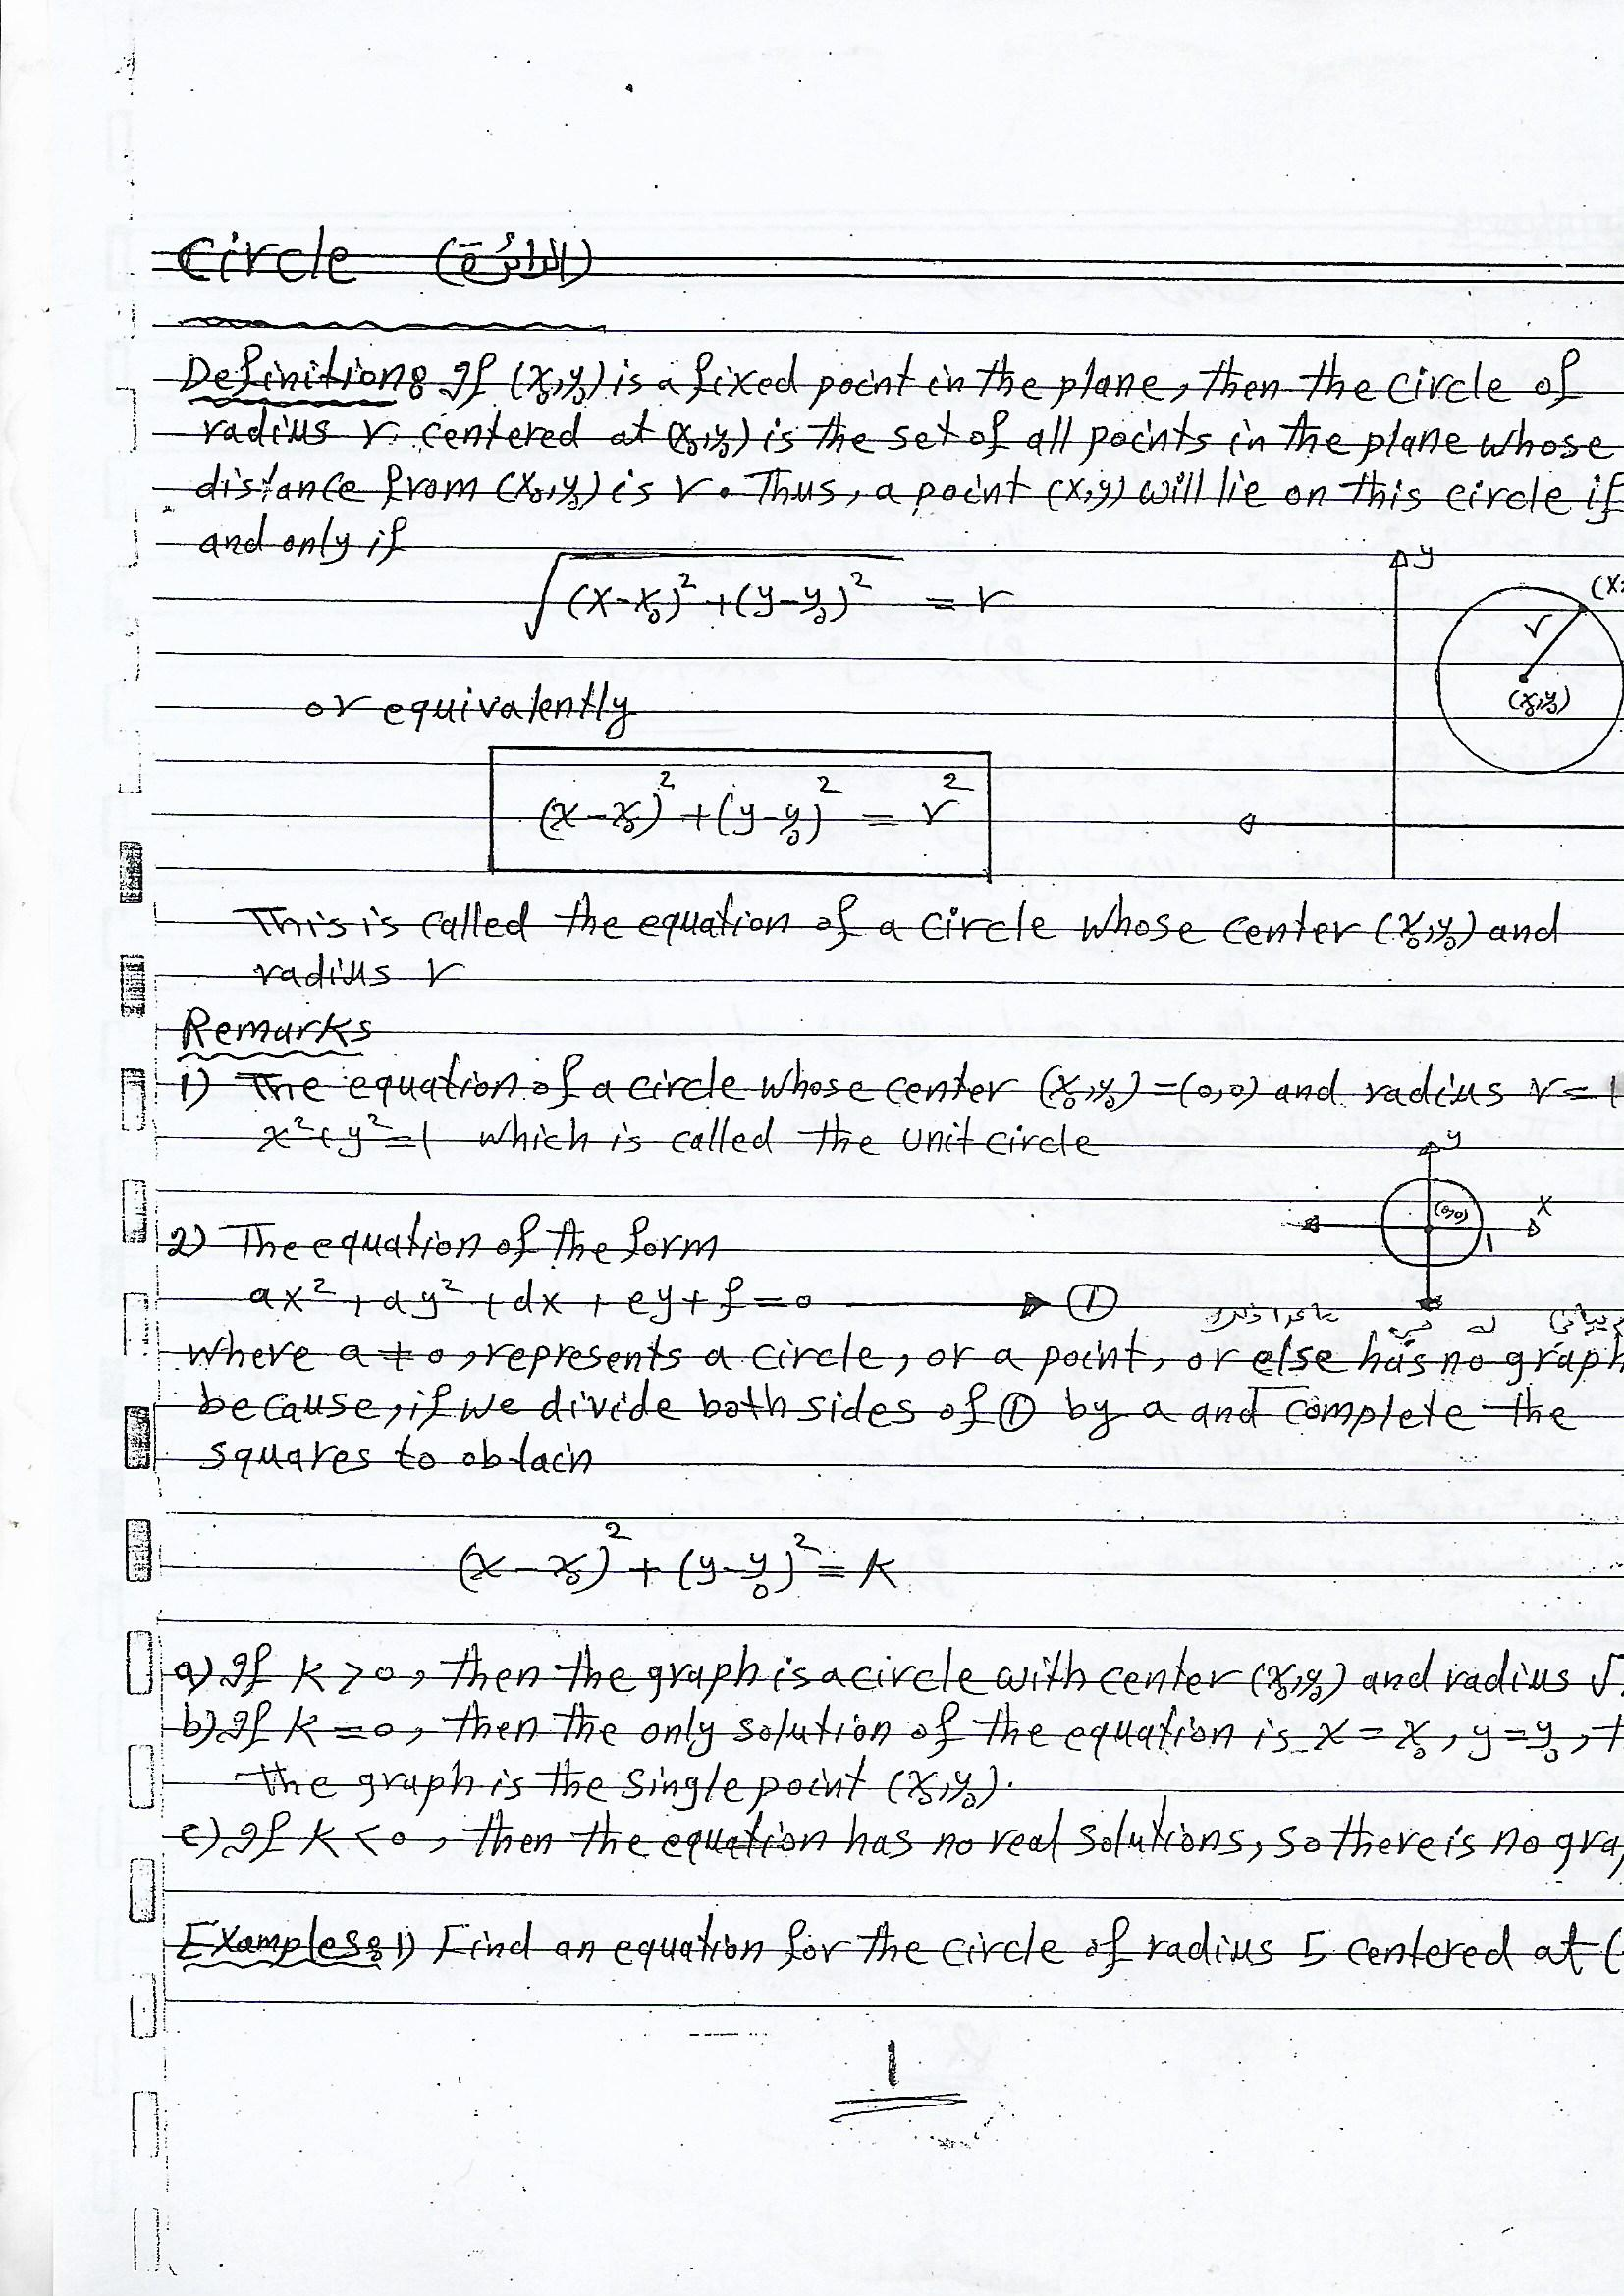 Circle (الدائرة)
Definition: If (x₀,y₀) is a fixed point in the plane, then the circle of
radius r centered at (x₀,y₀) is the set of all points in the plane whose
distance from (x₀,y₀) is r. Thus, a point (x,y) will lie on this circle if
and only if
√((x-x₀)²+(y-y₀)²) = r
y
(x,
r
(x₀,y₀)
or equivalently
(x-x₀)²+(y-y₀)² = r²
This is called the equation of a circle whose center (x₀,y₀) and
radius r
Remarks
1) The equation of a circle whose center (x₀,y₀)=(0,0) and radius r=1
x²+y²=1 which is called the unit circle
y
(0,0)
x
1
2) The equation of the form
ax²+ay²+dx+ey+f=0 ①
where a≠0, represents a circle, or a point, or else has no graph
because, if we divide both sides of ① by a and complete the
squares to obtain
(x-x₀)²+(y-y₀)²=k
a) If k>0, then the graph is a circle with center (x₀,y₀) and radius √
b) If k=0, then the only solution of the equation is x=x₀, y=y₀,
the graph is the single point (x₀,y₀).
c) If k<0, then the equation has no real solutions, so there is no gra
Examples: 1) Find an equation for the circle of radius 5 centered at (
1